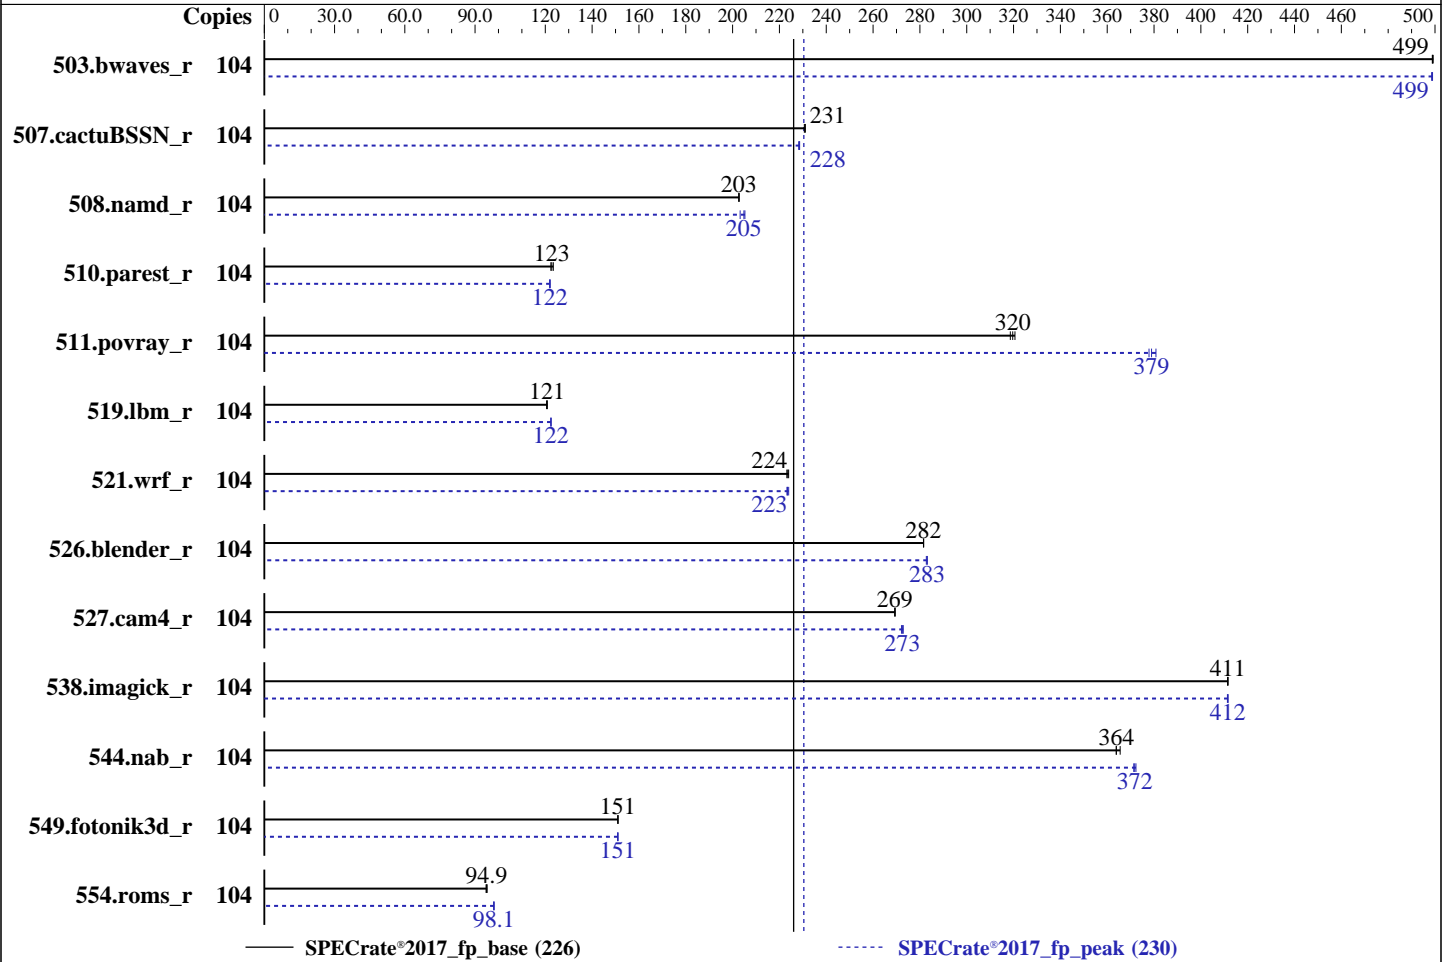 Copies 0 30.0 60.0 90.0 120 140 160 180 200 220 240 260 280 300 320 340 360 380 400 420 440 460 500
499
503.bwaves_r 104
499
231
507.cactuBSSN_r 104
228
203
508.namd_r 104
205
123
510.parest_r 104
122
320
511.povray_r 104
379
121
519.lbm_r 104
122
224
521.wrf_r 104
223
282
526.blender_r 104
283
269
527.cam4_r 104
273
411
538.imagick_r 104
412
364
544.nab_r 104
372
151
549.fotonik3d_r 104
151
94.9
554.roms_r 104
98.1
SPECrate®2017_fp_base (226) SPECrate®2017_fp_peak (230)